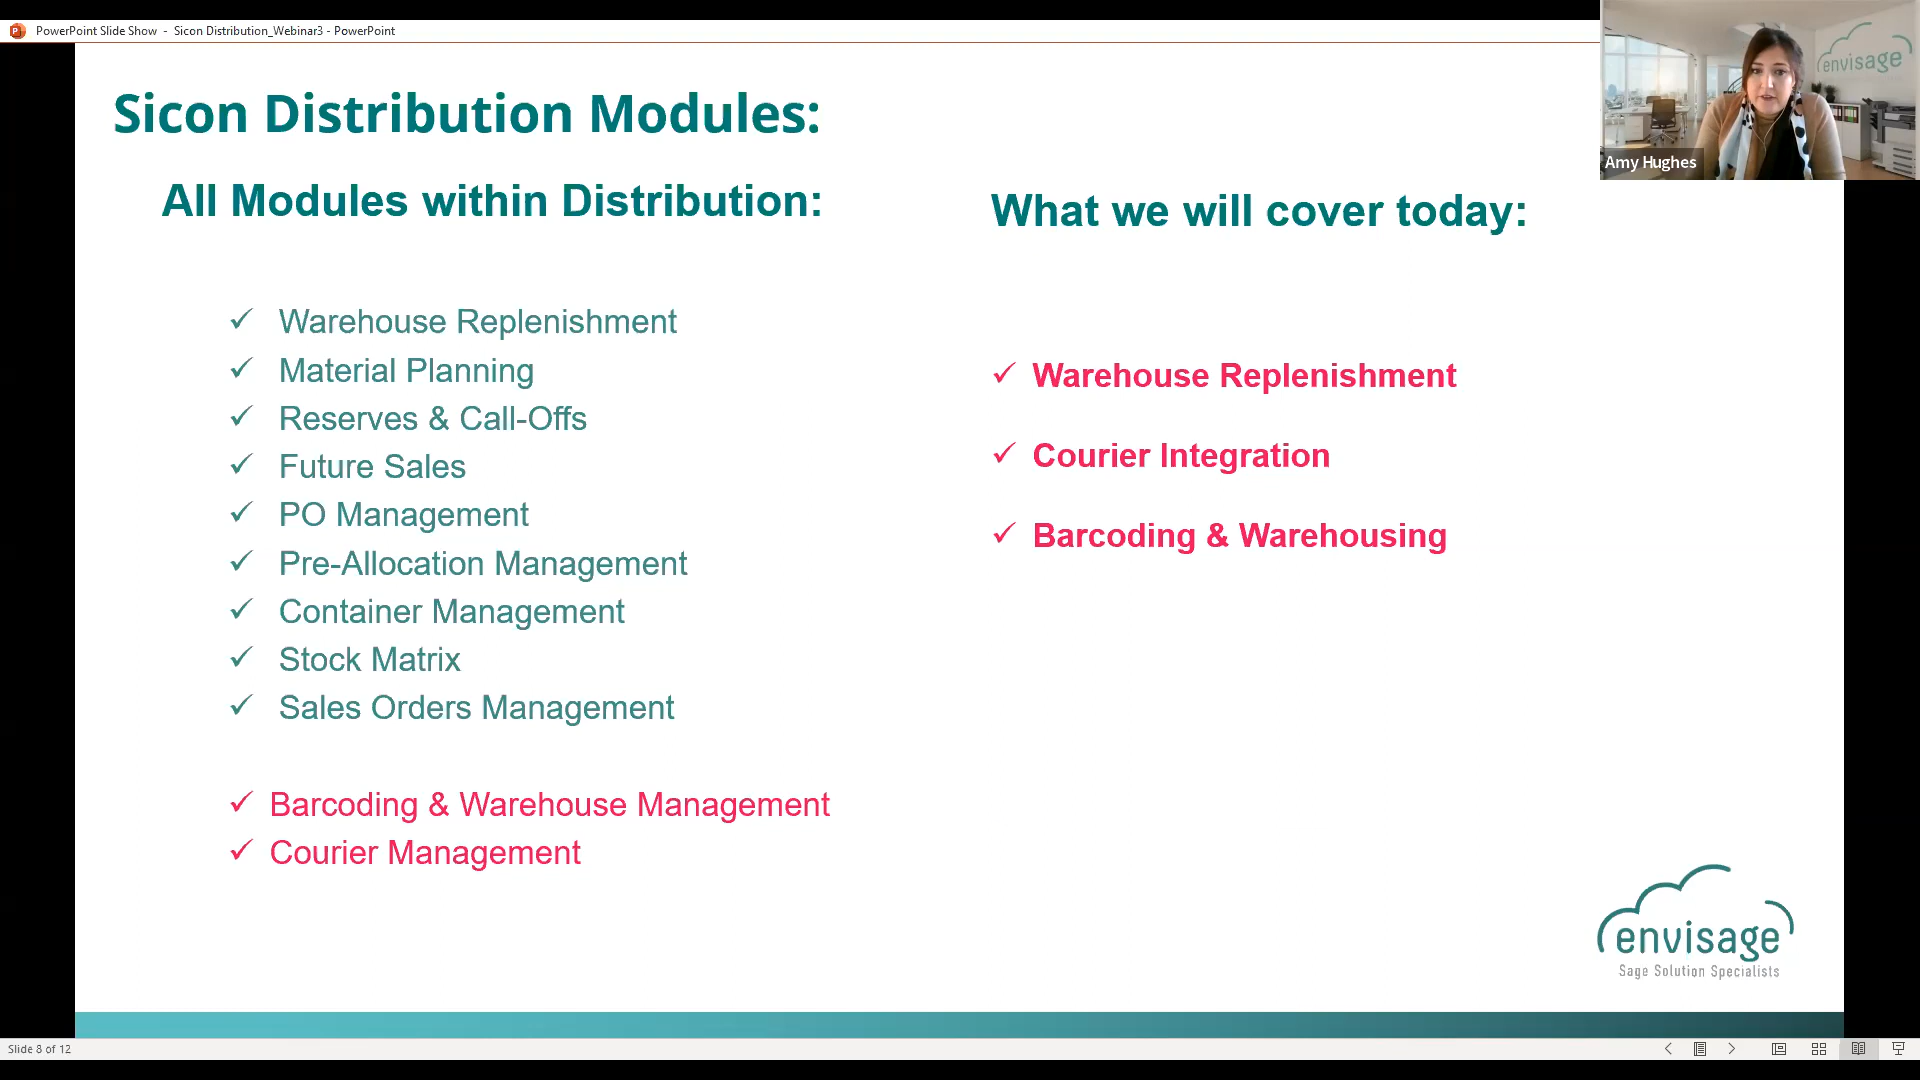 PowerPoint Slide Show - Sicon Distribution_Webinar3 - PowerPoint
envisage
Amy Hughes
Sicon Distribution Modules:
All Modules within Distribution:
✓ Warehouse Replenishment
✓ Material Planning
✓ Reserves & Call-Offs
✓ Future Sales
✓ PO Management
✓ Pre-Allocation Management
✓ Container Management
✓ Stock Matrix
✓ Sales Orders Management
✓ Barcoding & Warehouse Management
✓ Courier Management
What we will cover today:
✓ Warehouse Replenishment
✓ Courier Integration
✓ Barcoding & Warehousing
envisage
Sage Solution Specialists
Slide 8 of 12